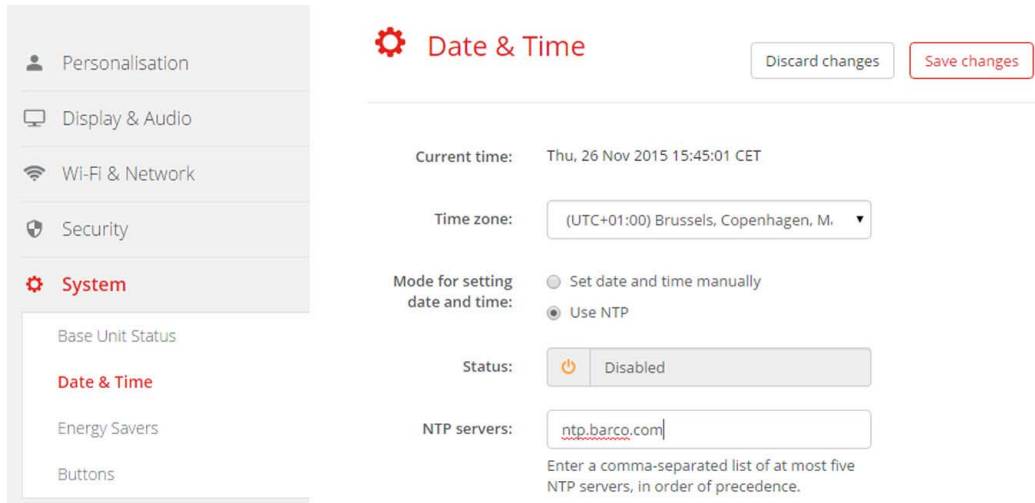 Personalisation
Display & Audio
Wi-Fi & Network
Security
System
Base Unit Status
Date & Time
Energy Savers
Buttons
Date & Time
Discard changes
Save changes
Current time: Thu, 26 Nov 2015 15:45:01 CET
Time zone: (UTC+01:00) Brussels, Copenhagen, M
Mode for setting
date and time:
Set date and time manually
Use NTP
Status: Disabled
NTP servers: ntp.barco.com
Enter a comma-separated list of at most five
NTP servers, in order of precedence.